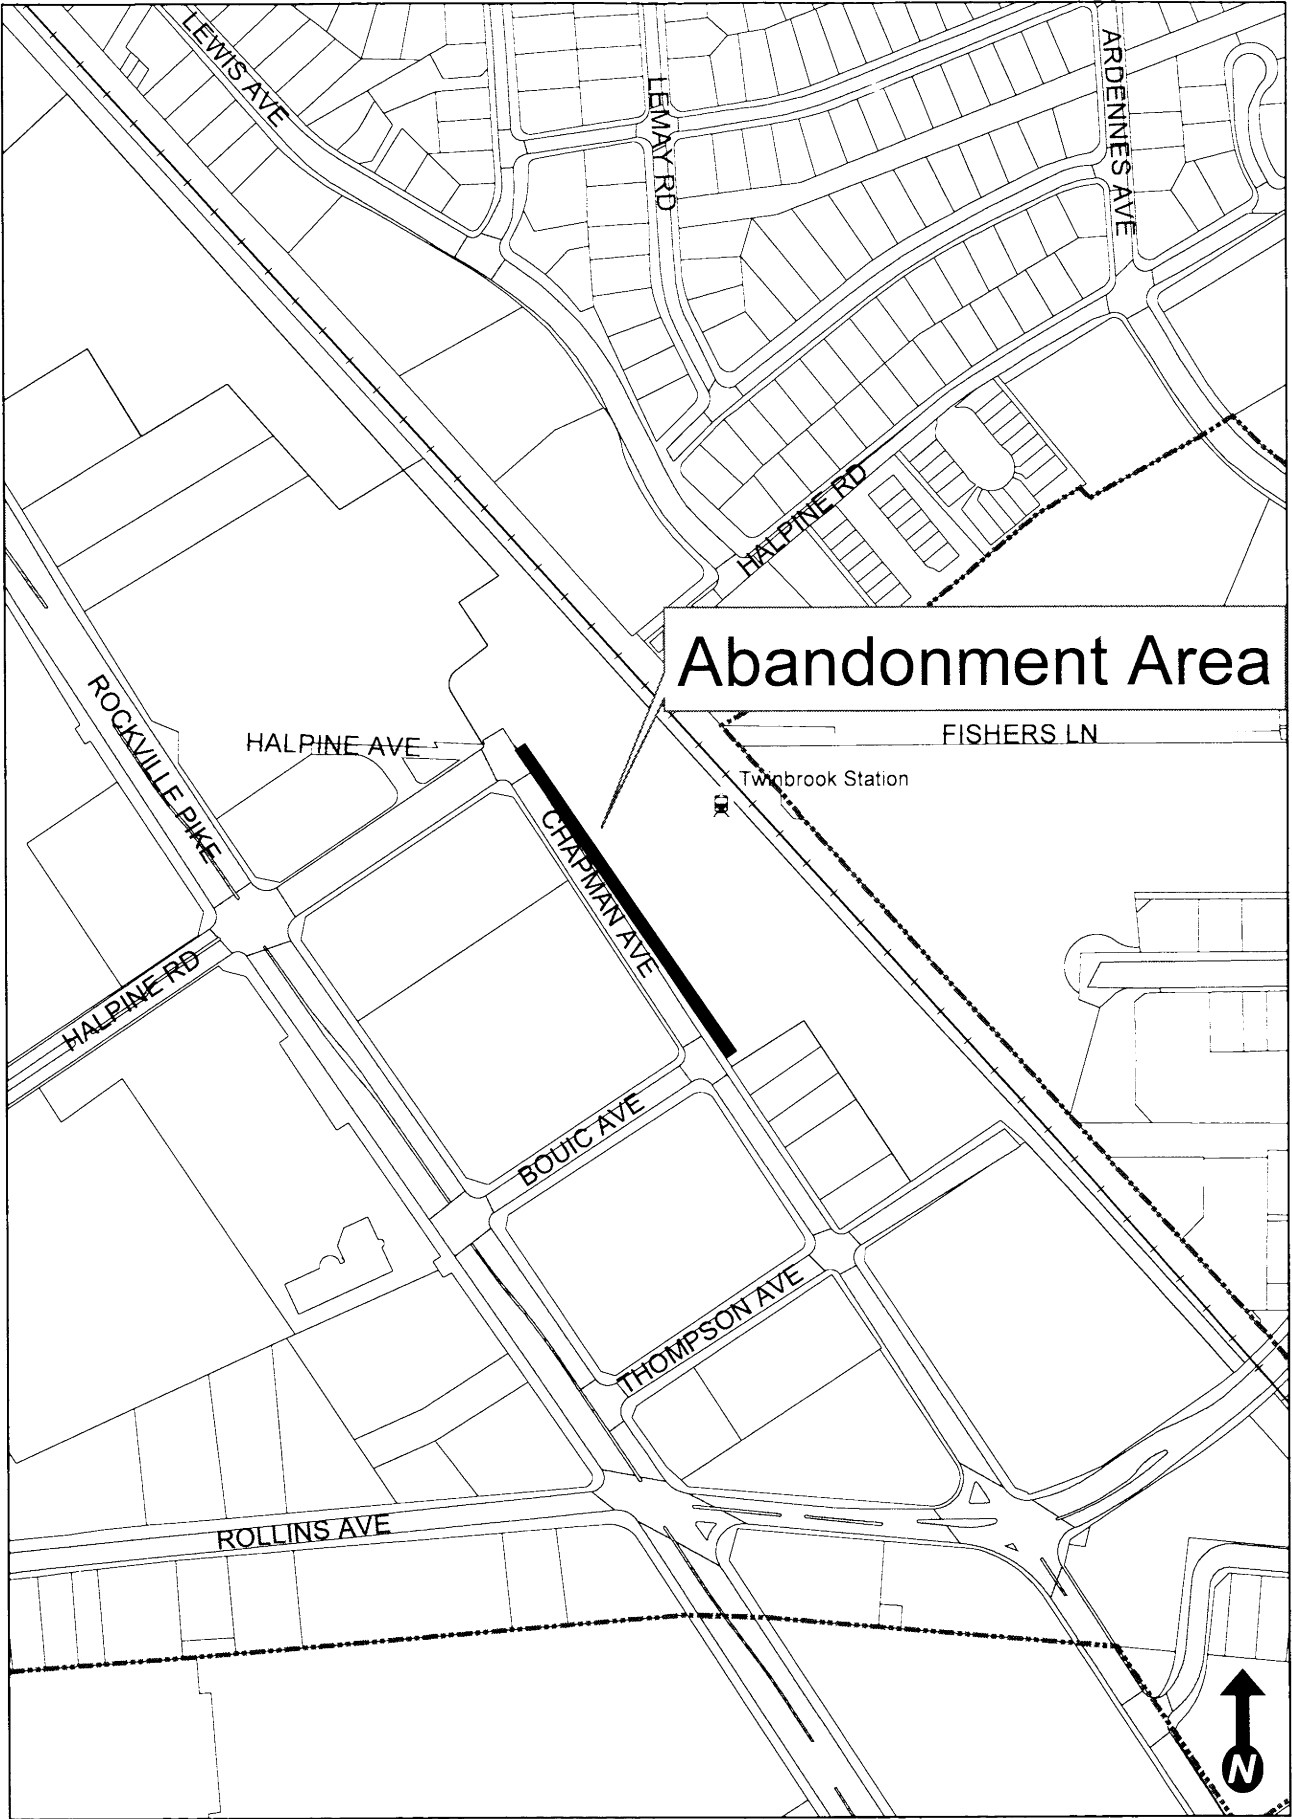 LEWIS AVE
LEMAY RD
ARDENNES AVE
HALPINE RD
Abandonment Area
ROCKVILLE PIKE
HALPINE AVE
FISHERS LN
Twinbrook Station
CHAPMAN AVE
HALPINE RD
BOUIC AVE
THOMPSON AVE
ROLLINS AVE
N